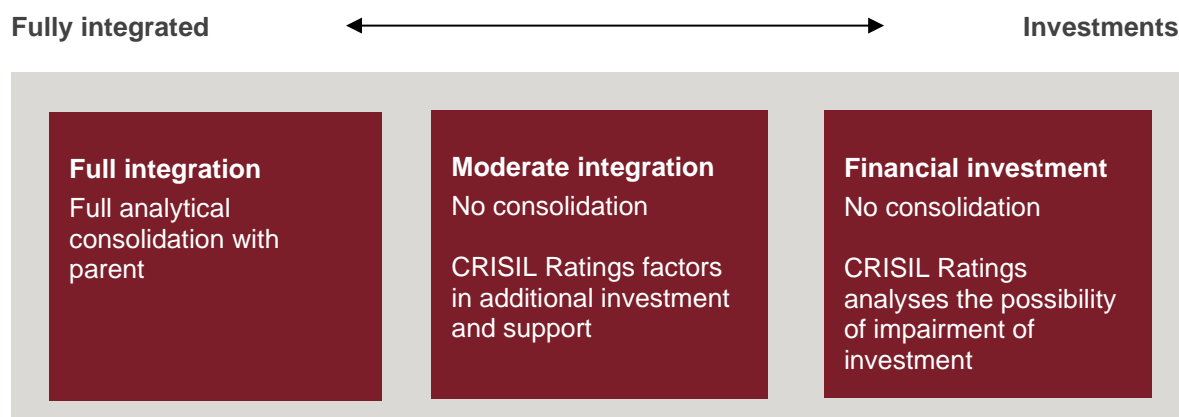 Fully integrated
Investments
Full integration
Full analytical
consolidation with
parent
Moderate integration
No consolidation
CRISIL Ratings factors
in additional investment
and support
Financial investment
No consolidation
CRISIL Ratings
analyses the possibility
of impairment of
investment